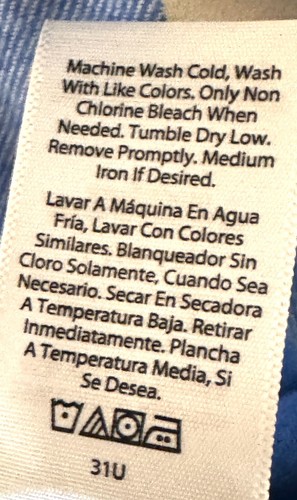 Machine Wash Cold, Wash
With Like Colors. Only Non
Chlorine Bleach When
Needed. Tumble Dry Low.
Remove Promptly. Medium
Iron If Desired.
Lavar A Máquina En Agua
Fría, Lavar Con Colores
Similares. Blanqueador Sin
Cloro Solamente, Cuando Sea
Necesario. Secar En Secadora
A Temperatura Baja. Retirar
Inmediatamente. Plancha
A Temperatura Media, Si
Se Desea.
31U